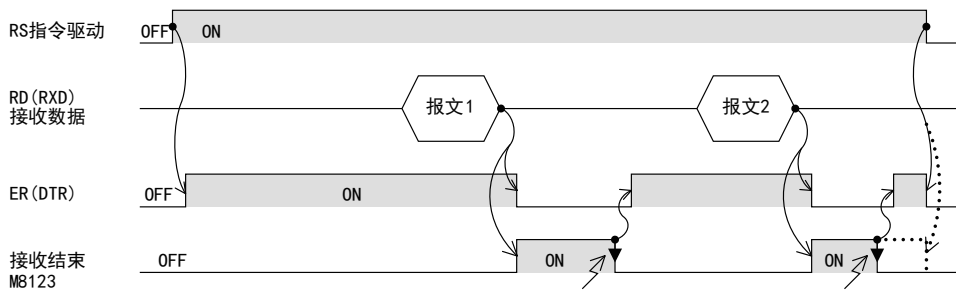 RS指令驱动
OFF
ON
RD(RXD)
接收数据
报文1
报文2
ER(DTR)
OFF
ON
接收结束
M8123
OFF
ON
ON